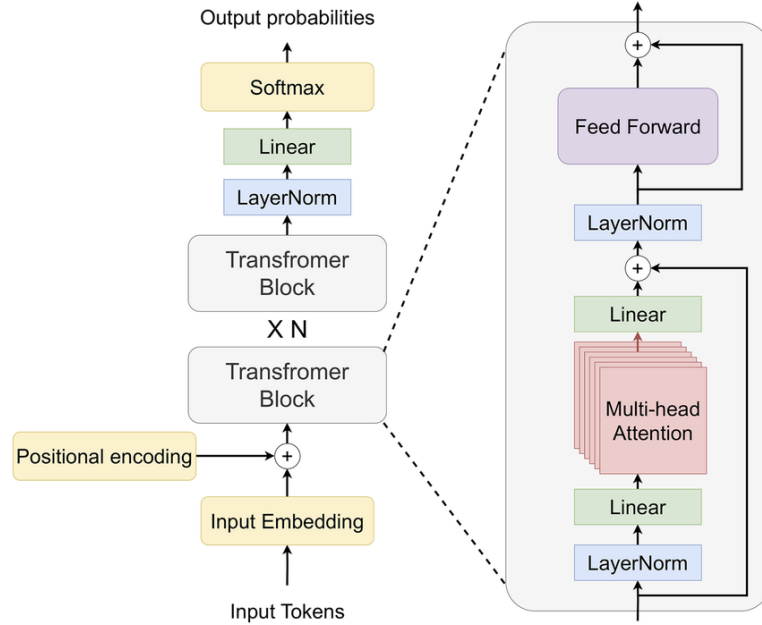 Output probabilities
Softmax
Linear
LayerNorm
Transfromer
Block
X N
Transfromer
Block
Positional encoding
+
Input Embedding
Input Tokens
+
Feed Forward
LayerNorm
+
Linear
Multi-head
Attention
Linear
LayerNorm